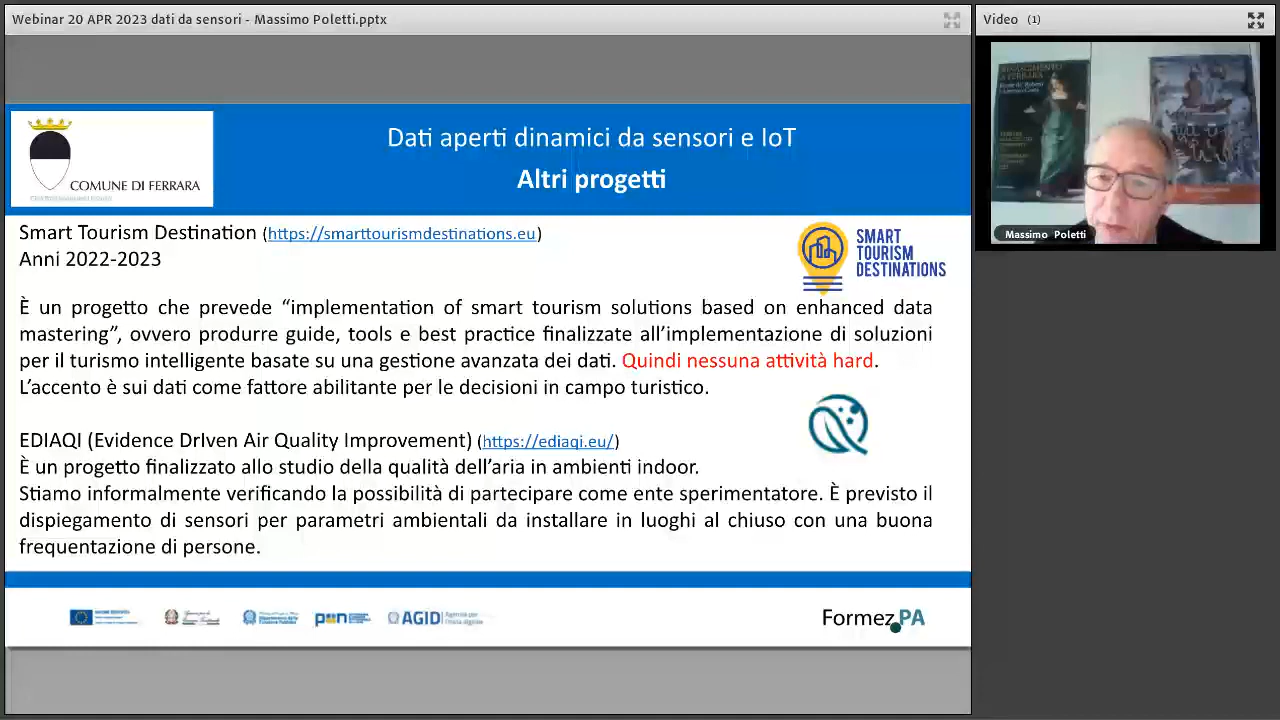 Webinar 20 APR 2023 dati da sensori - Massimo Poletti.pptx
Video (1)
COMUNE DI FERRARA
Dati aperti dinamici da sensori e IoT
Altri progetti
RINASCIMENTO
A FERRARA
Massimo Poletti
Smart Tourism Destination (https://smarttourismdestinations.eu)
Anni 2022-2023
SMART
TOURISM
DESTINATIONS
È un progetto che prevede “implementation of smart tourism solutions based on enhanced data
mastering”, ovvero produrre guide, tools e best practice finalizzate all’implementazione di soluzioni
per il turismo intelligente basate su una gestione avanzata dei dati. Quindi nessuna attività hard.
L’accento è sui dati come fattore abilitante per le decisioni in campo turistico.
EDIAQI (Evidence DrIven Air Quality Improvement) (https://ediaqi.eu/)
È un progetto finalizzato allo studio della qualità dell’aria in ambienti indoor.
Stiamo informalmente verificando la possibilità di partecipare come ente sperimentatore. È previsto il
dispiegamento di sensori per parametri ambientali da installare in luoghi al chiuso con una buona
frequentazione di persone.
pon
AGID
Formez PA